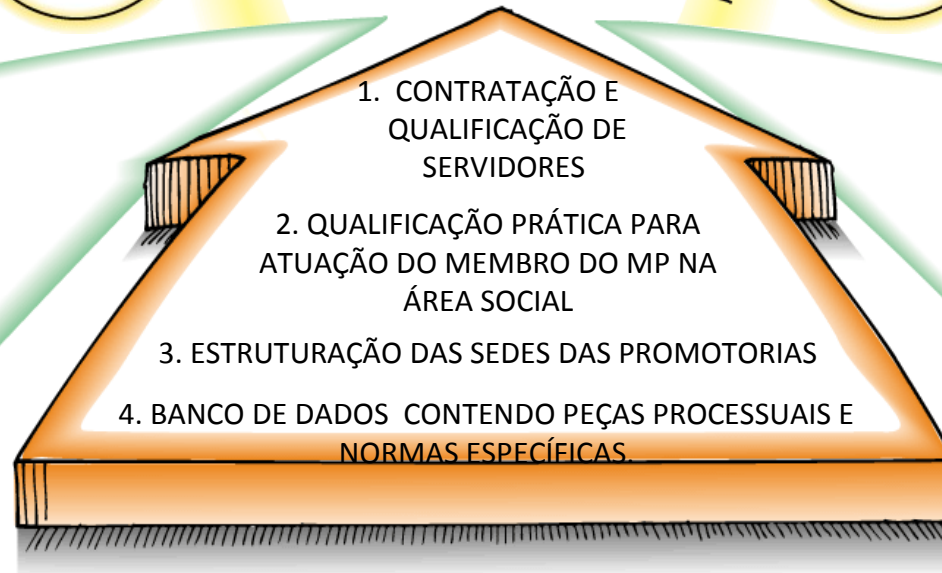 1. CONTRATAÇÃO E
QUALIFICAÇÃO DE
SERVIDORES
2. QUALIFICAÇÃO PRÁTICA PARA
ATUAÇÃO DO MEMBRO DO MP NA
ÁREA SOCIAL
3. ESTRUTURAÇÃO DAS SEDES DAS PROMOTORIAS
4. BANCO DE DADOS CONTENDO PEÇAS PROCESSUAIS E
NORMAS ESPECÍFICAS.